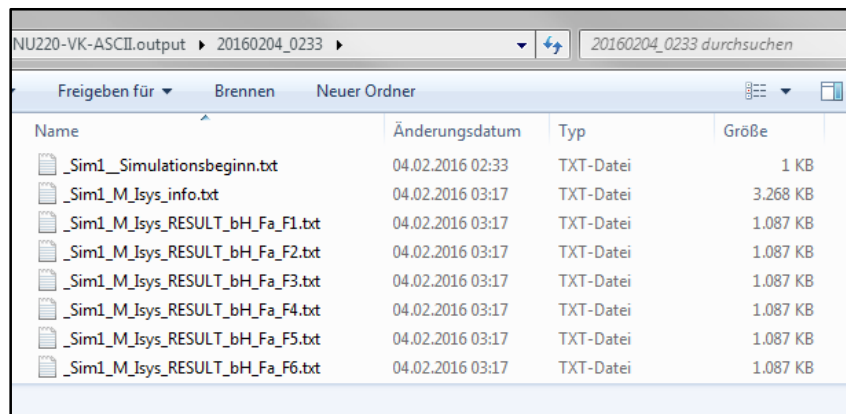 NU220-VK-ASCII.output 20160204_0233 20160204_0233 durchsuchen
Freigeben für Brennen Neuer Ordner
Name Änderungsdatum Typ Größe
_Sim1__Simulationsbeginn.txt 04.02.2016 02:33 TXT-Datei 1 KB
_Sim1_M_Isys_info.txt 04.02.2016 03:17 TXT-Datei 3.268 KB
_Sim1_M_Isys_RESULT_bH_Fa_F1.txt 04.02.2016 03:17 TXT-Datei 1.087 KB
_Sim1_M_Isys_RESULT_bH_Fa_F2.txt 04.02.2016 03:17 TXT-Datei 1.087 KB
_Sim1_M_Isys_RESULT_bH_Fa_F3.txt 04.02.2016 03:17 TXT-Datei 1.087 KB
_Sim1_M_Isys_RESULT_bH_Fa_F4.txt 04.02.2016 03:17 TXT-Datei 1.087 KB
_Sim1_M_Isys_RESULT_bH_Fa_F5.txt 04.02.2016 03:17 TXT-Datei 1.087 KB
_Sim1_M_Isys_RESULT_bH_Fa_F6.txt 04.02.2016 03:17 TXT-Datei 1.087 KB